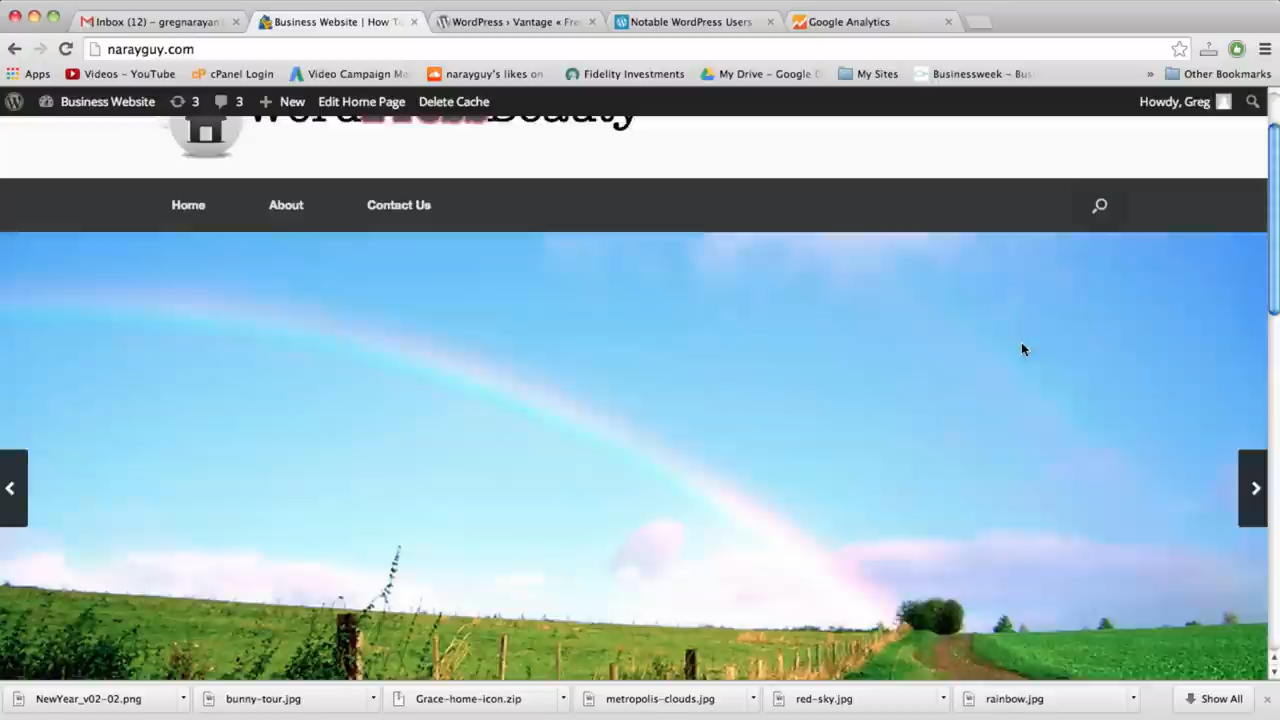 Inbox (12) – gregnarayan
Business Website | How T
WordPress › Vantage « Fre
Notable WordPress Users
Google Analytics
narayguy.com
Apps
Videos – YouTube
cPanel Login
Video Campaign Ma
narayguy's likes on
Fidelity Investments
My Drive – Google D
My Sites
Businessweek – Bus
»
Other Bookmarks
Business Website
3
3
New
Edit Home Page
Delete Cache
Howdy, Greg
WordPressBeauty
Home
About
Contact Us
NewYear_v02-02.png
bunny-tour.jpg
Grace-home-icon.zip
metropolis-clouds.jpg
red-sky.jpg
rainbow.jpg
Show All